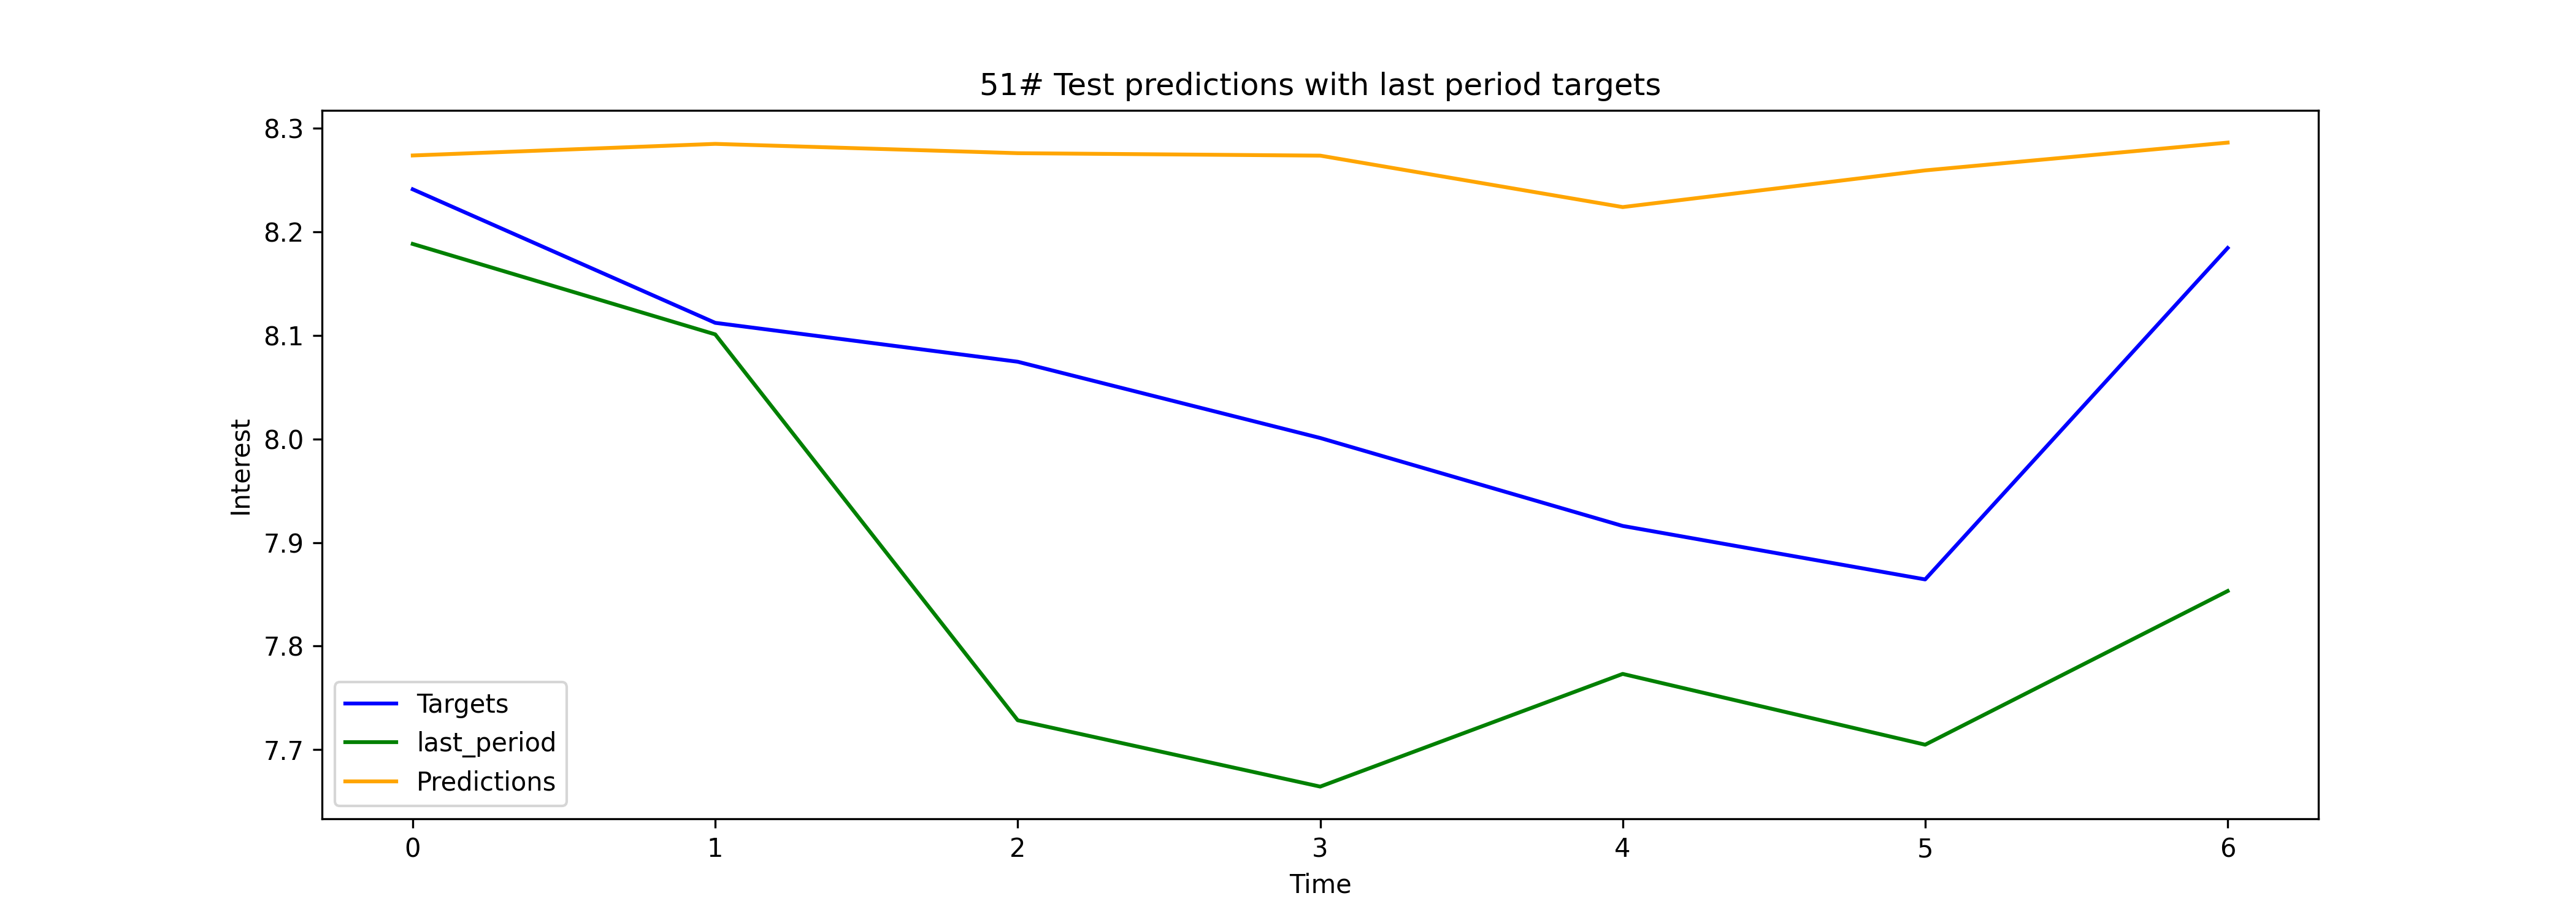 51# Test predictions with last period targets
8.3
8.2
8.1
8.0
7.9
7.8
7.7
Interest
Targets
last_period
Predictions
0 1 2 3 4 5 6
Time